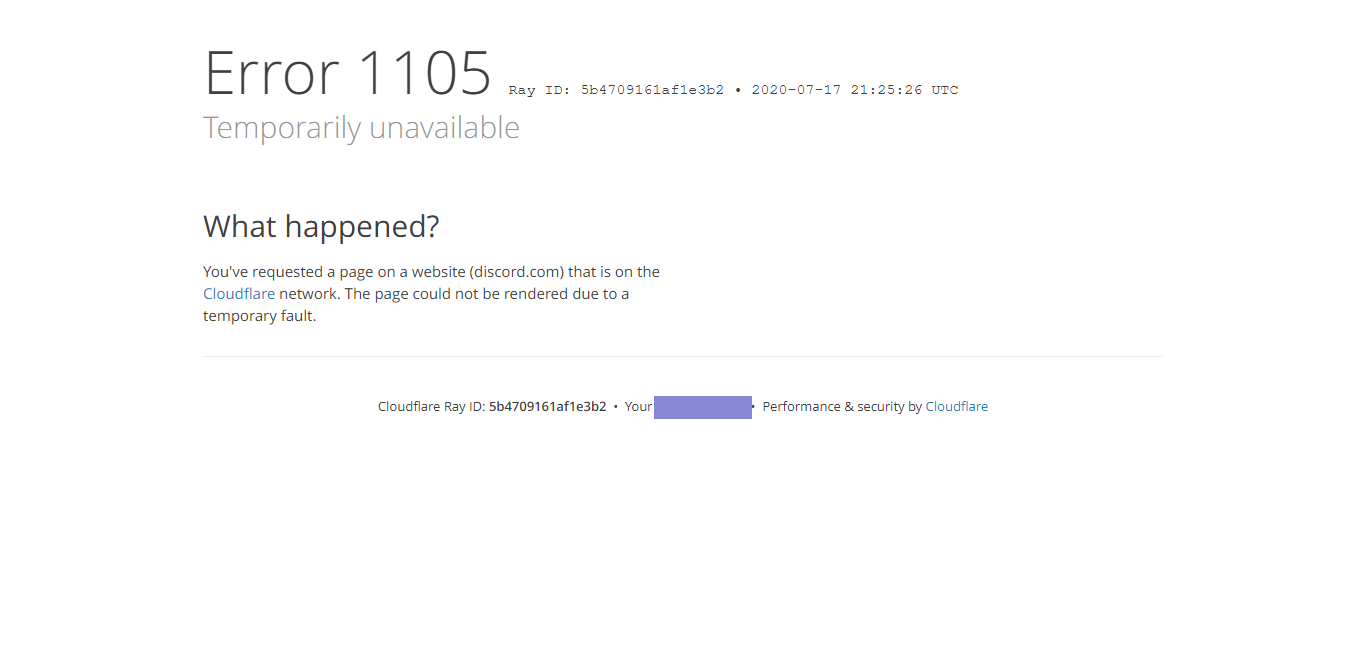 Error 1105 Ray ID: 5b4709161af1e3b2 • 2020-07-17 21:25:26 UTC
Temporarily unavailable
What happened?
You've requested a page on a website (discord.com) that is on the
Cloudflare network. The page could not be rendered due to a
temporary fault.
Cloudflare Ray ID: 5b4709161af1e3b2 • Your • Performance & security by Cloudflare